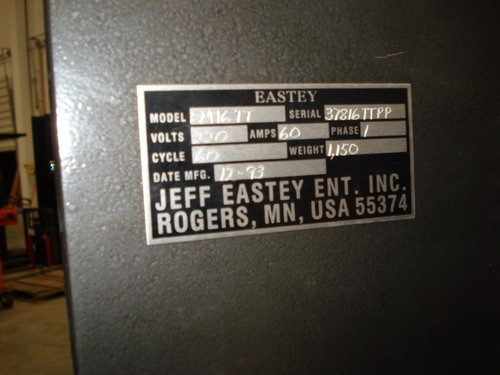 EASTEY
MODEL M16TT SERIAL 37816TTPP
VOLTS 220 AMPS 60 PHASE 1
CYCLE 60 WEIGHT 1,150
DATE MFG. 12-93
JEFF EASTEY ENT. INC.
ROGERS, MN, USA 55374